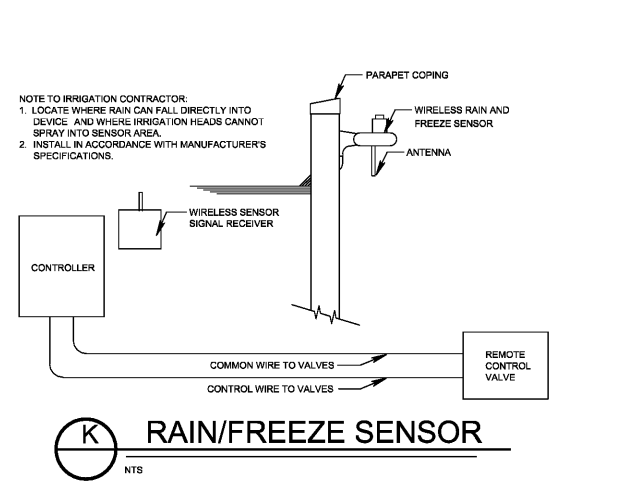 PARAPET COPING
NOTE TO IRRIGATION CONTRACTOR:
1. LOCATE WHERE RAIN CAN FALL DIRECTLY INTO
DEVICE AND WHERE IRRIGATION HEADS CANNOT
SPRAY INTO SENSOR AREA.
2. INSTALL IN ACCORDANCE WITH MANUFACTURER'S
SPECIFICATIONS.
WIRELESS RAIN AND
FREEZE SENSOR
ANTENNA
WIRELESS SENSOR
SIGNAL RECEIVER
CONTROLLER
COMMON WIRE TO VALVES
CONTROL WIRE TO VALVES
REMOTE
CONTROL
VALVE
K
RAIN/FREEZE SENSOR
NTS